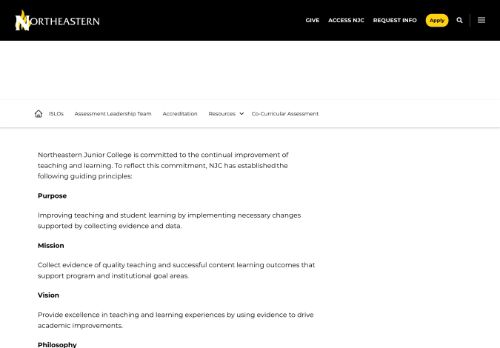 NORTHEASTERN
GIVE ACCESS NJC REQUEST INFO Apply
ISLOs Assessment Leadership Team Accreditation Resources Co-Curricular Assessment
Northeastern Junior College is committed to the continual improvement of
teaching and learning. To reflect this commitment, NJC has establishedthe
following guiding principles:
Purpose
Improving teaching and student learning by implementing necessary changes
supported by collecting evidence and data.
Mission
Collect evidence of quality teaching and successful content learning outcomes that
support program and institutional goal areas.
Vision
Provide excellence in teaching and learning experiences by using evidence to drive
academic improvements.
Philosophy